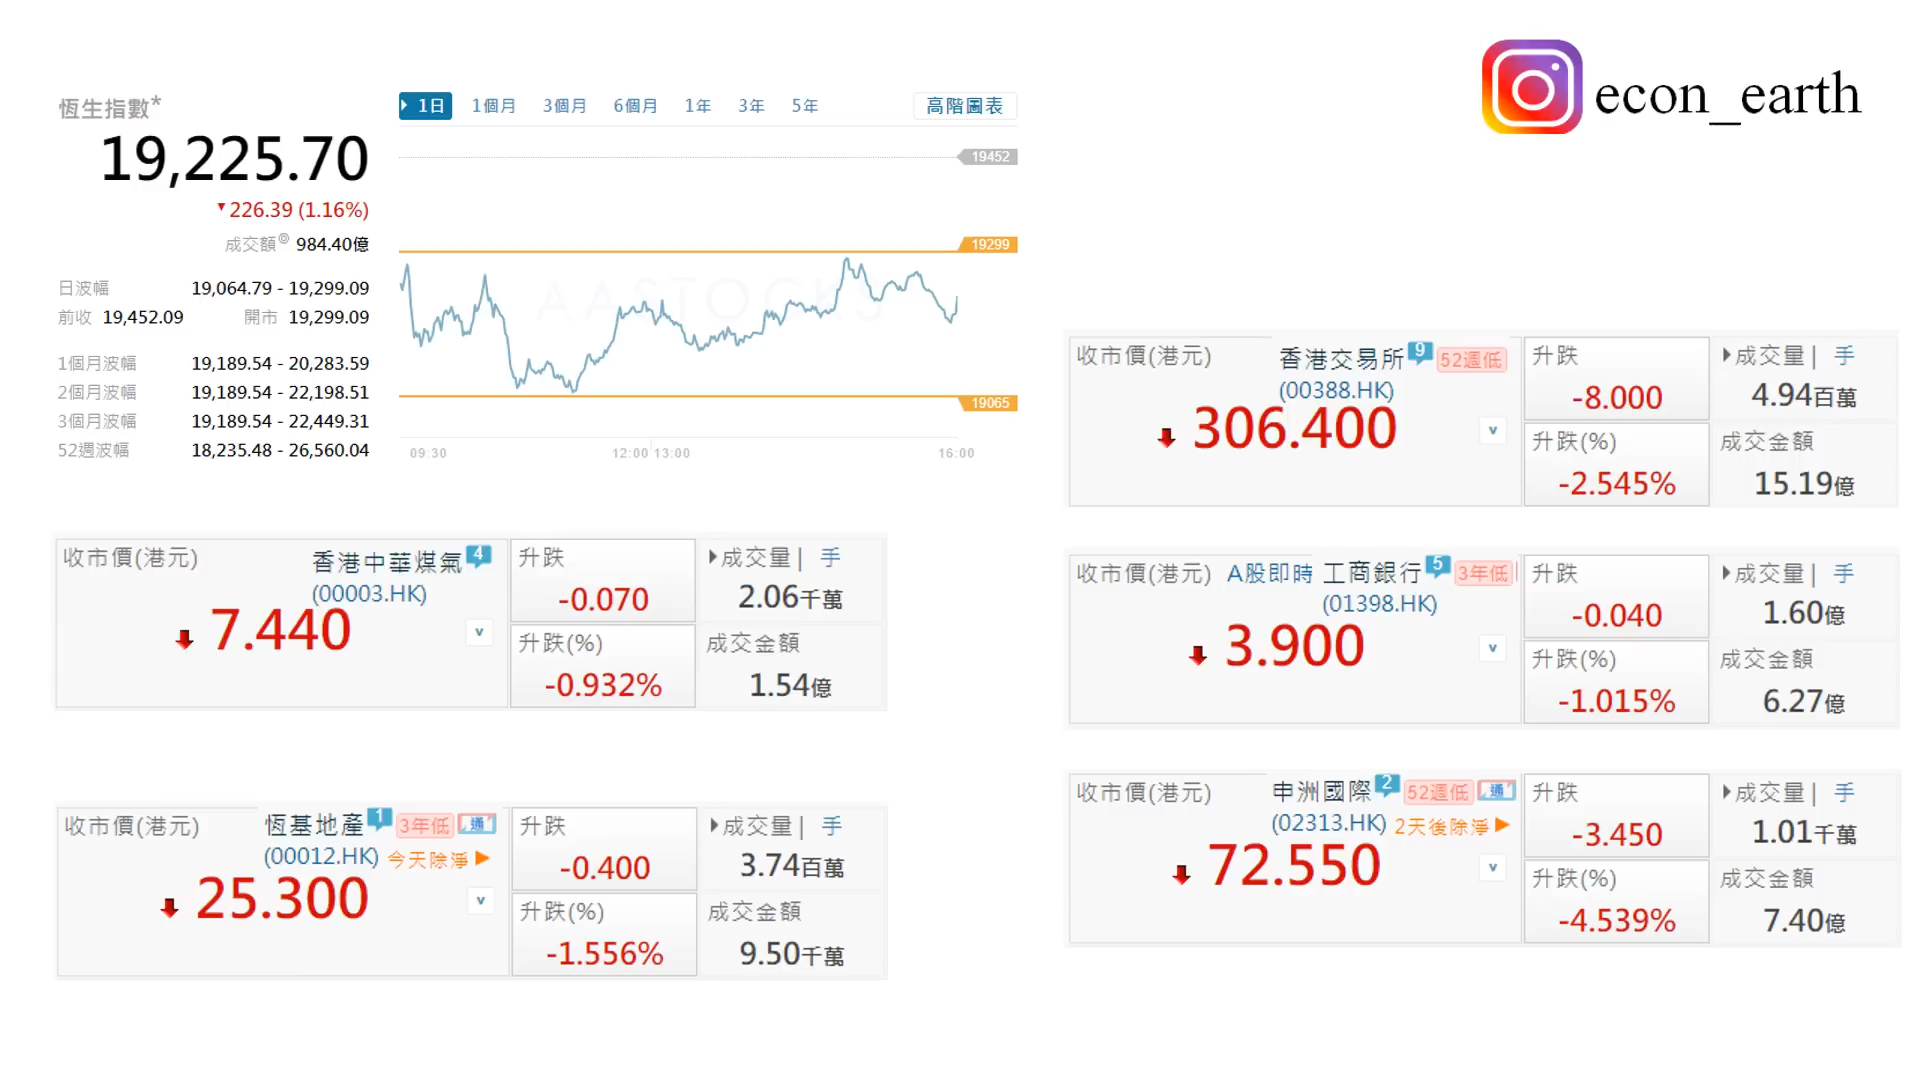 恆生指數*
19,225.70
226.39 (1.16%)
成交額 984.40億
日波幅 19,064.79 - 19,299.09
前收 19,452.09 開市 19,299.09
1個月波幅 19,189.54 - 20,283.59
2個月波幅 19,189.54 - 22,198.51
3個月波幅 19,189.54 - 22,449.31
52週波幅 18,235.48 - 26,560.04
1日 1個月 3個月 6個月 1年 3年 5年 高階圖表
19452
19299
AASTOCKS
19065
09:30 12:00 13:00 16:00
econ_earth
收市價(港元) 香港中華煤氣 4
(00003.HK)
7.440
升跌
-0.070
升跌(%)
-0.932%
成交量| 手
2.06千萬
成交金額
1.54億
收市價(港元) 恆基地產 1 3年低 通
(00012.HK) 今天除淨
25.300
升跌
-0.400
升跌(%)
-1.556%
成交量| 手
3.74百萬
成交金額
9.50千萬
收市價(港元) 香港交易所 9 52週低
(00388.HK)
306.400
升跌
-8.000
升跌(%)
-2.545%
成交量| 手
4.94百萬
成交金額
15.19億
收市價(港元) A股即時 工商銀行 5 3年低
(01398.HK)
3.900
升跌
-0.040
升跌(%)
-1.015%
成交量| 手
1.60億
成交金額
6.27億
收市價(港元) 申洲國際 2 52週低 通
(02313.HK) 2天後除淨
72.550
升跌
-3.450
升跌(%)
-4.539%
成交量| 手
1.01千萬
成交金額
7.40億